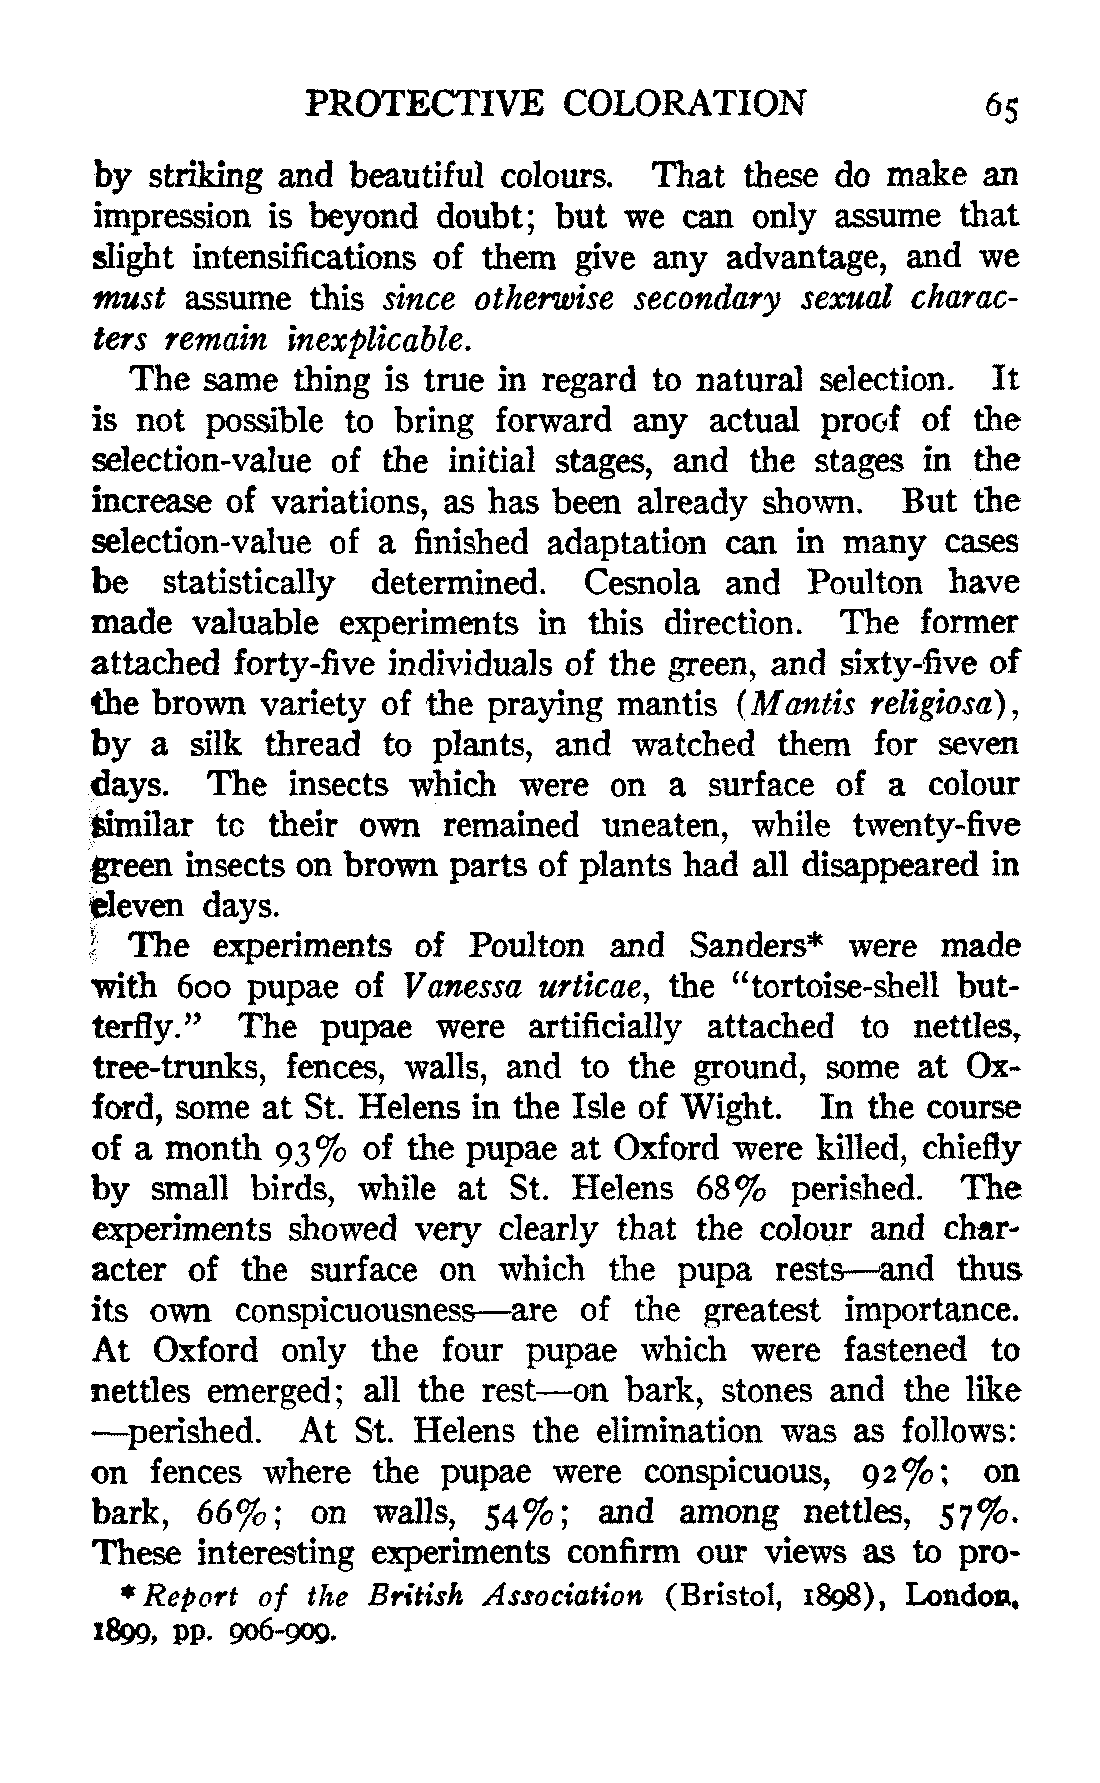 PROTECTIVE COLORATION 65
by striking and beautiful colours. That these do make an
impression is beyond doubt; but we can only assume that
slight intensifications of them give any advantage, and we
must assume this since otherwise secondary sexual charac-
ters remain inexplicable.
The same thing is true in regard to natural selection. It
is not possible to bring forward any actual proof of the
selection-value of the initial stages, and the stages in the
increase of variations, as has been already shown. But the
selection-value of a finished adaptation can in many cases
be statistically determined. Cesnola and Poulton have
made valuable experiments in this direction. The former
attached forty-five individuals of the green, and sixty-five of
the brown variety of the praying mantis (Mantis religiosa),
by a silk thread to plants, and watched them for seven
days. The insects which were on a surface of a colour
similar to their own remained uneaten, while twenty-five
green insects on brown parts of plants had all disappeared in
eleven days.
The experiments of Poulton and Sanders* were made
with 600 pupae of Vanessa urticae, the "tortoise-shell but-
terfly." The pupae were artificially attached to nettles,
tree-trunks, fences, walls, and to the ground, some at Ox-
ford, some at St. Helens in the Isle of Wight. In the course
of a month 93% of the pupae at Oxford were killed, chiefly
by small birds, while at St. Helens 68% perished. The
experiments showed very clearly that the colour and char-
acter of the surface on which the pupa rests—and thus
its own conspicuousness—are of the greatest importance.
At Oxford only the four pupae which were fastened to
nettles emerged; all the rest—on bark, stones and the like
—perished. At St. Helens the elimination was as follows:
on fences where the pupae were conspicuous, 92%; on
bark, 66%; on walls, 54%; and among nettles, 57%.
These interesting experiments confirm our views as to pro-
* Report of the British Association (Bristol, 1898), London,
1899, pp. 906-909.